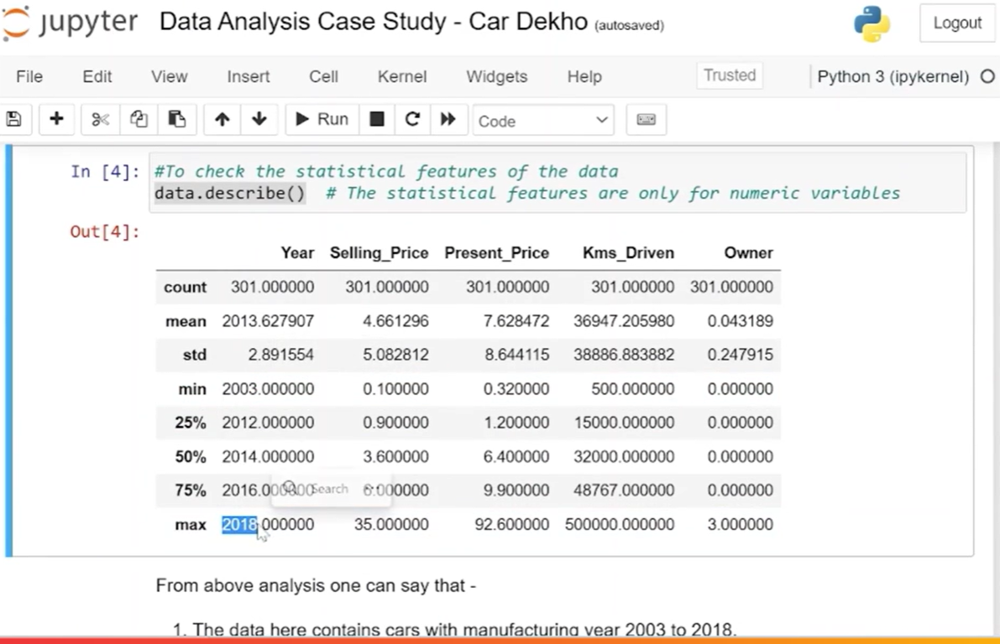 jupyter Data Analysis Case Study - Car Dekho (autosaved) Logout
File Edit View Insert Cell Kernel Widgets Help Trusted Python 3 (ipykernel)
Run Code
In [4]: #To check the statistical features of the data
data.describe() # The statistical features are only for numeric variables
Out[4]:
Year Selling_Price Present_Price Kms_Driven Owner
count 301.000000 301.000000 301.000000 301.000000 301.000000
mean 2013.627907 4.661296 7.628472 36947.205980 0.043189
std 2.891554 5.082812 8.644115 38886.883882 0.247915
min 2003.000000 0.100000 0.320000 500.000000 0.000000
25% 2012.000000 0.900000 1.200000 15000.000000 0.000000
50% 2014.000000 3.600000 6.400000 32000.000000 0.000000
75% 2016.000000 Search 6.000000 9.900000 48767.000000 0.000000
max 2018.000000 35.000000 92.600000 500000.000000 3.000000
From above analysis one can say that -
1. The data here contains cars with manufacturing year 2003 to 2018.